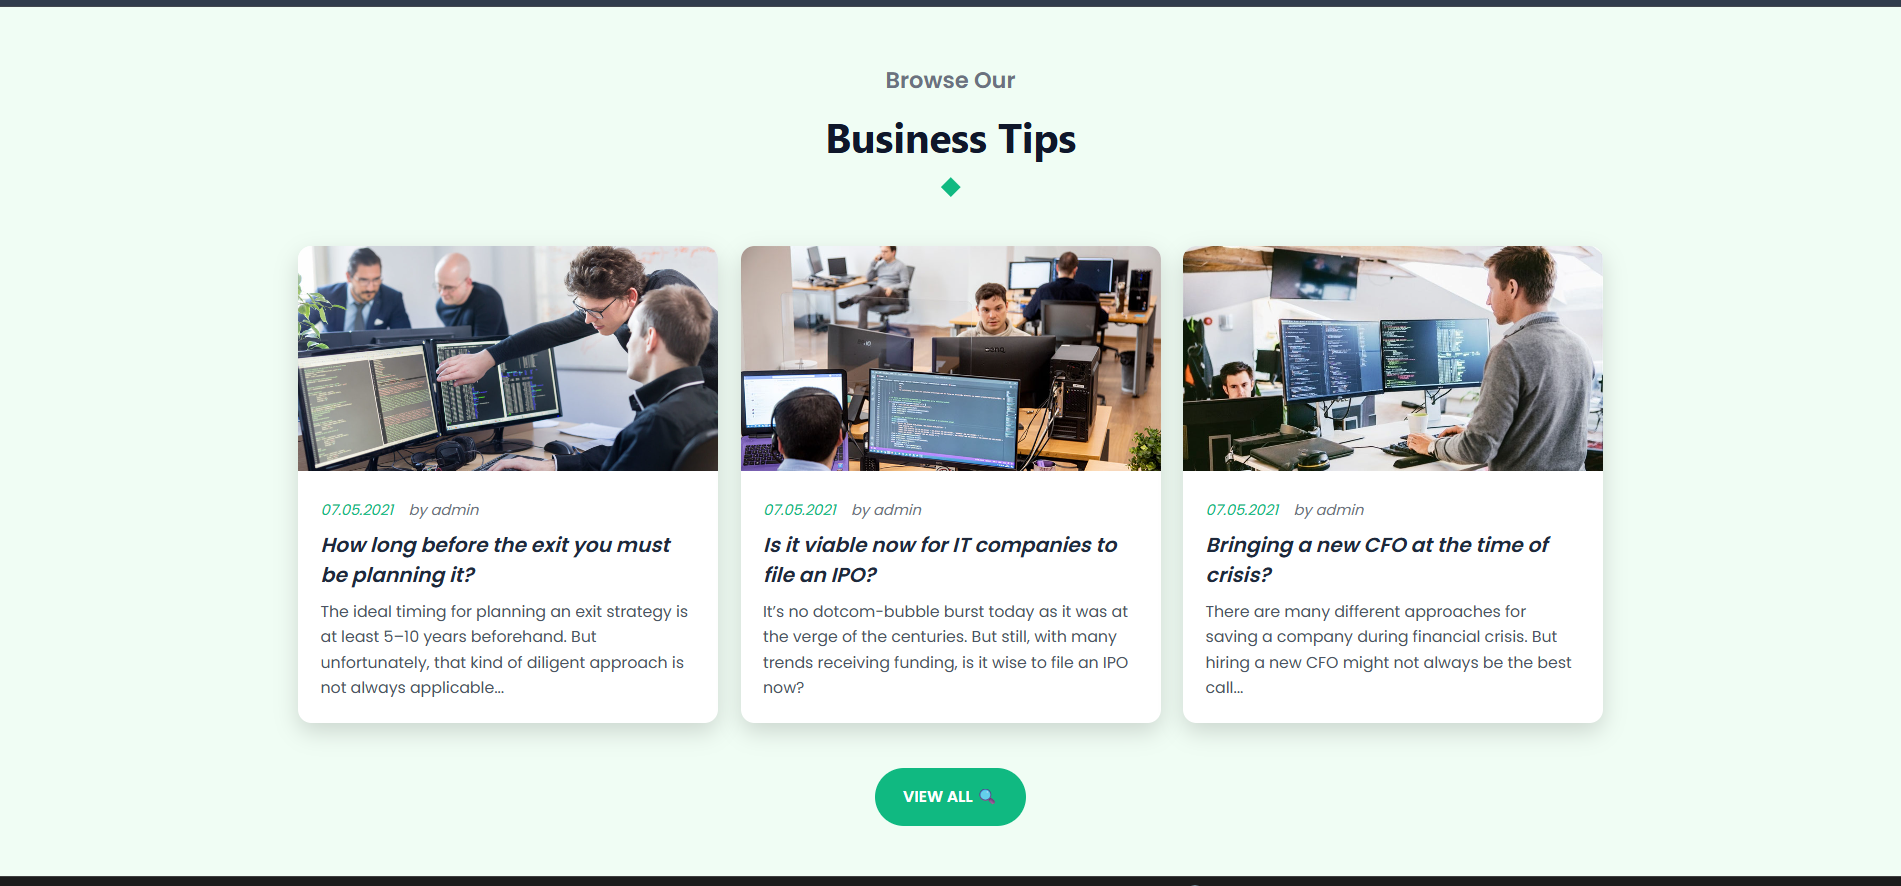 Browse Our
Business Tips
07.05.2021 by admin
How long before the exit you must
be planning it?
The ideal timing for planning an exit strategy is
at least 5–10 years beforehand. But
unfortunately, that kind of diligent approach is
not always applicable...
07.05.2021 by admin
Is it viable now for IT companies to
file an IPO?
It’s no dotcom-bubble burst today as it was at
the verge of the centuries. But still, with many
trends receiving funding, is it wise to file an IPO
now?
07.05.2021 by admin
Bringing a new CFO at the time of
crisis?
There are many different approaches for
saving a company during financial crisis. But
hiring a new CFO might not always be the best
call...
VIEW ALL